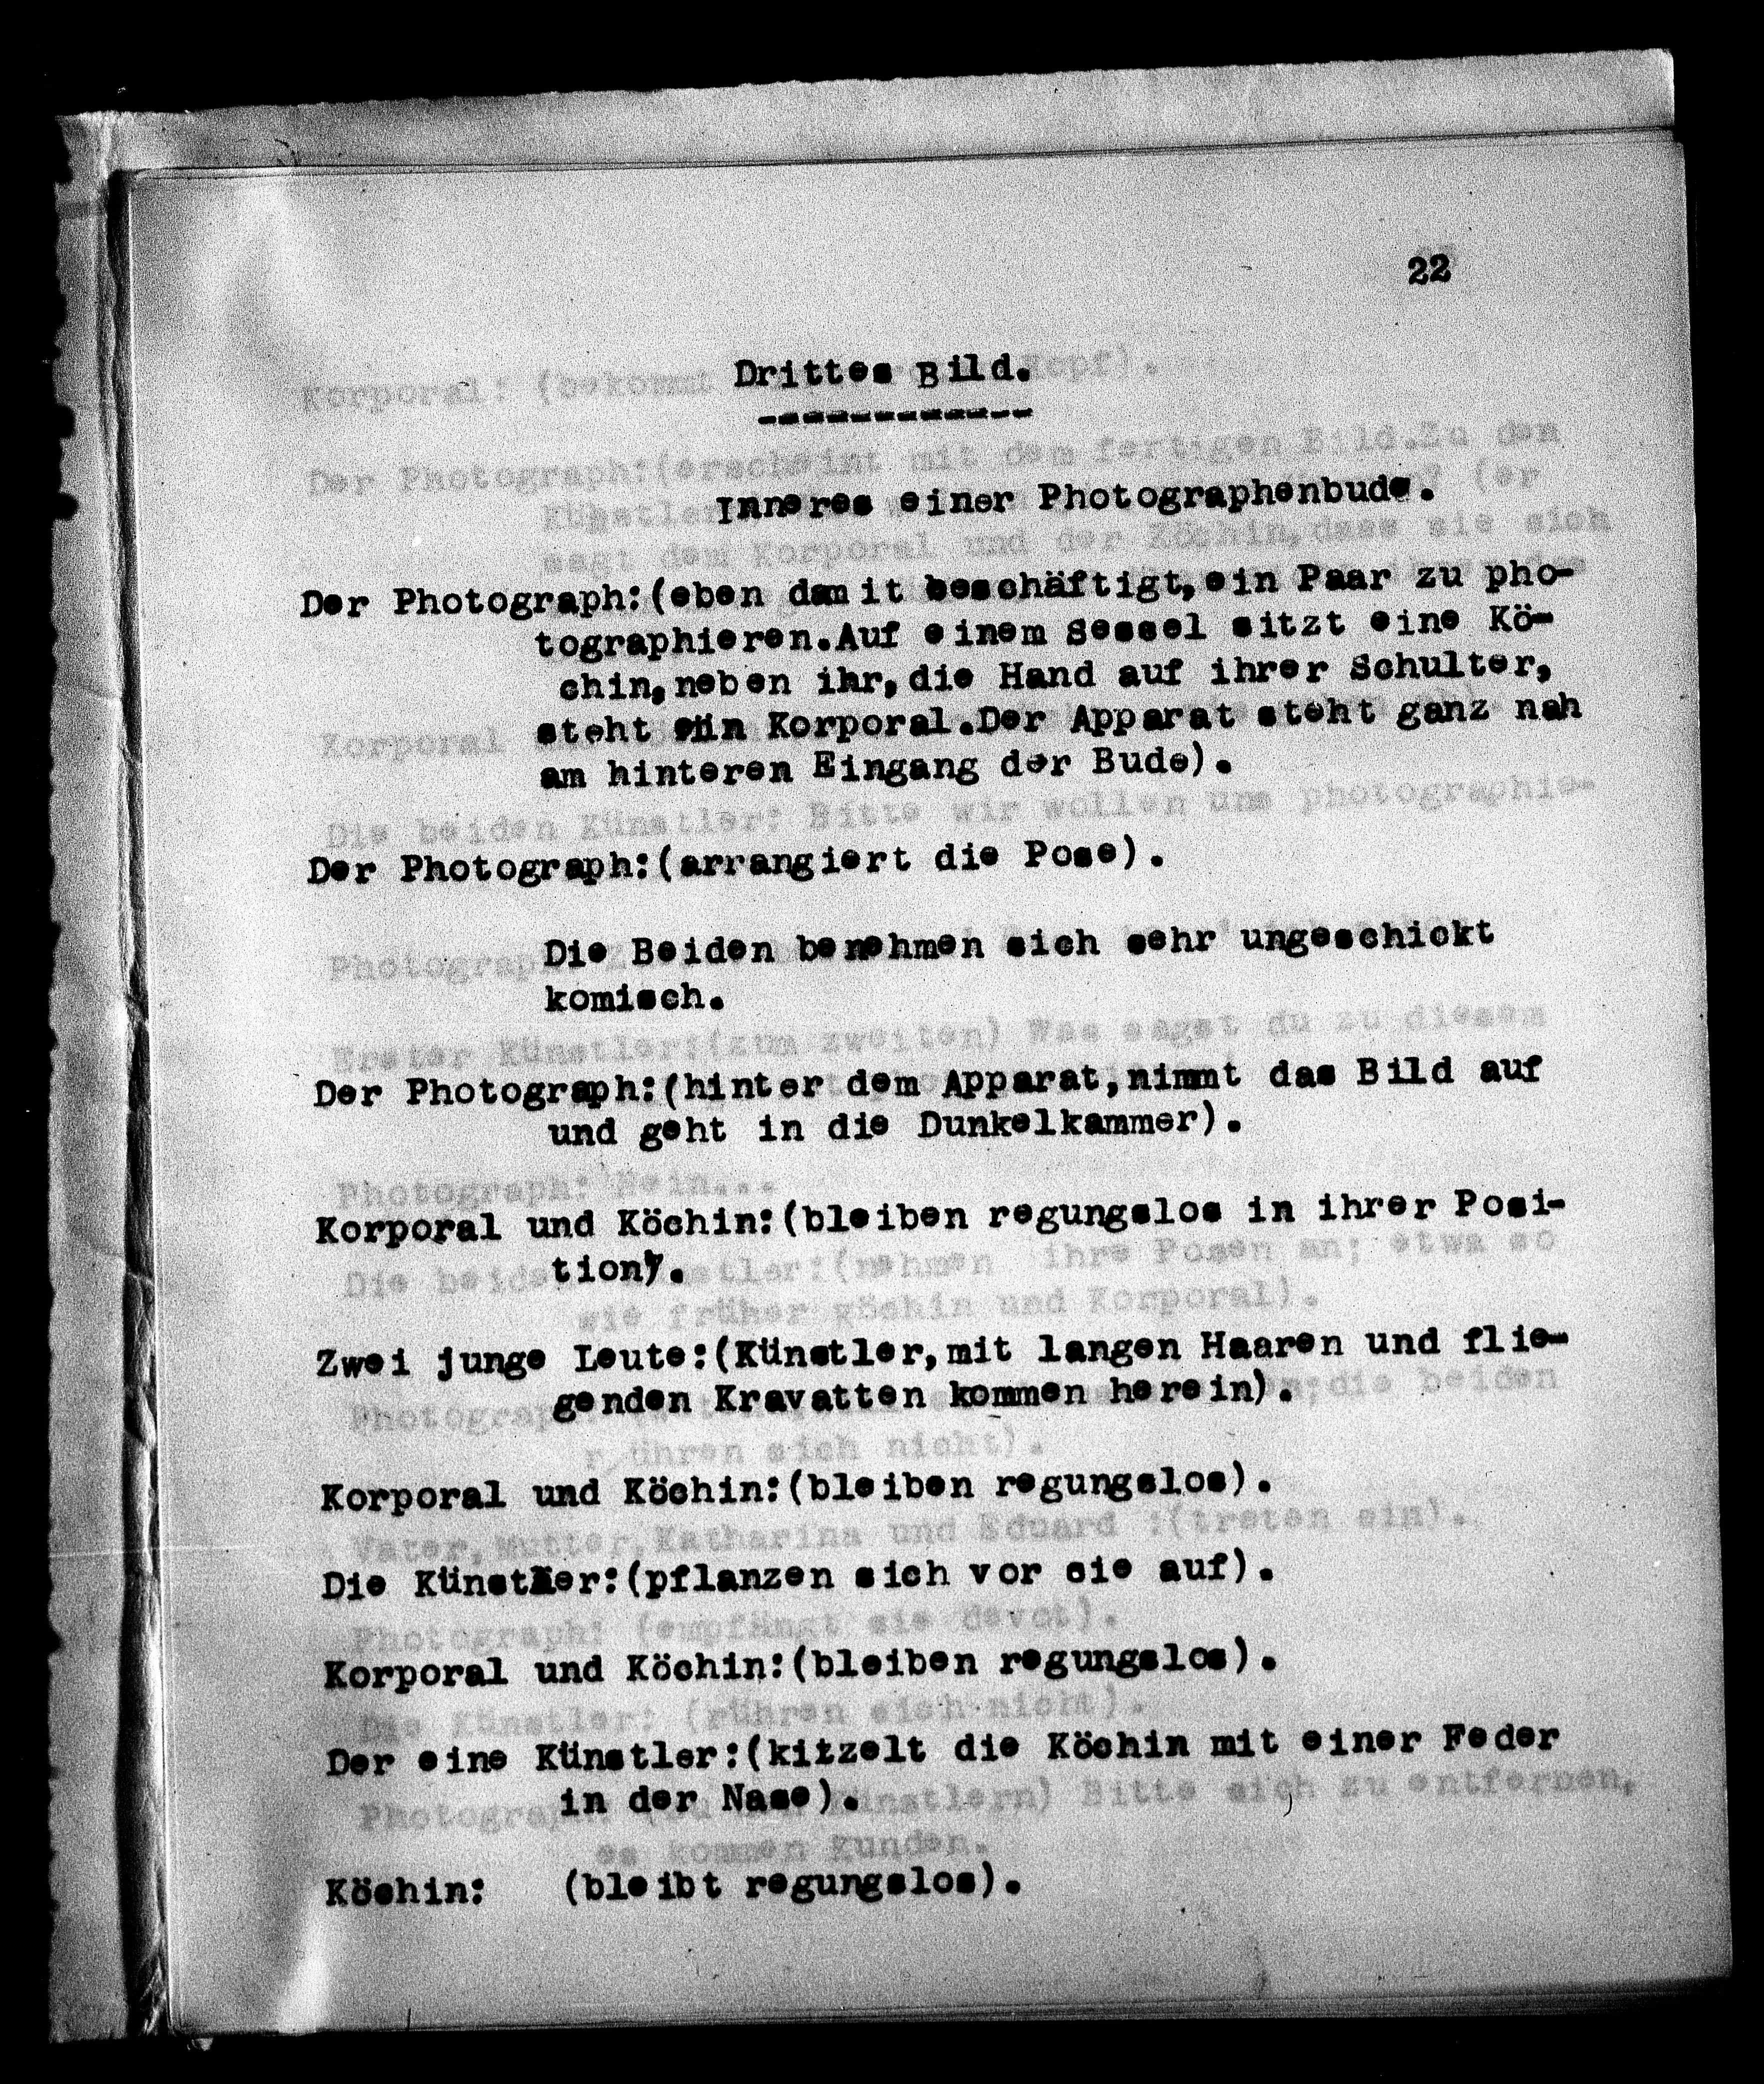 22
Drittes Bild.
------------
Inneres einer Photographenbude.
Der Photograph:(eben damit beschäftigt,ein Paar zu pho-
tographieren.Auf einem Sessel sitzt eine Kö-
chin,neben ihr,die Hand auf ihrer Schulter,
steht ein Korporal.Der Apparat steht ganz nah
am hinteren Eingang der Bude).
Der Photograph:(arrangiert die Pose).
Die Beiden benehmen sich sehr ungeschickt
komisch.
Der Photograph:(hinter dem Apparat,nimmt das Bild auf
und geht in die Dunkelkammer).
Korporal und Köchin:(bleiben regungslos in ihrer Posi-
tion).
Zwei junge Leute:(Künstler,mit langen Haaren und flie-
genden Kravatten kommen herein).
Korporal und Köchin:(bleiben regungslos).
Die Künstler:(pflanzen sich vor sie auf).
Korporal und Köchin:(bleiben regungslos).
Der eine Künstler:(kitzelt die Köchin mit einer Feder
in der Nase).
Köchin: (bleibt regungslos).